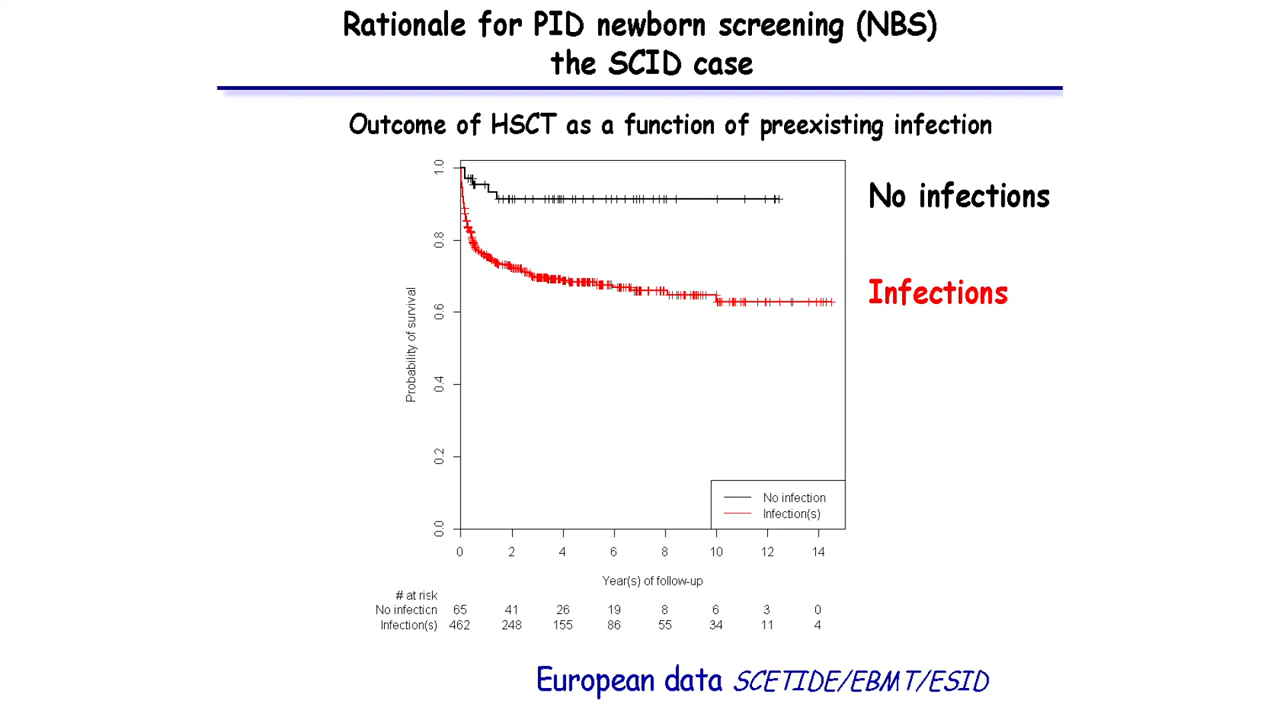 Rationale for PID newborn screening (NBS)
the SCID case
Outcome of HSCT as a function of preexisting infection
No infections
Infections
Probability of survival
1.0
0.8
0.6
0.4
0.2
0.0
No infection
Infection(s)
0 2 4 6 8 10 12 14
Year(s) of follow-up
# at risk
No infection 65 41 26 19 8 6 3 0
Infection(s) 462 248 155 86 55 34 11 4
European data SCETIDE/EBMT/ESID